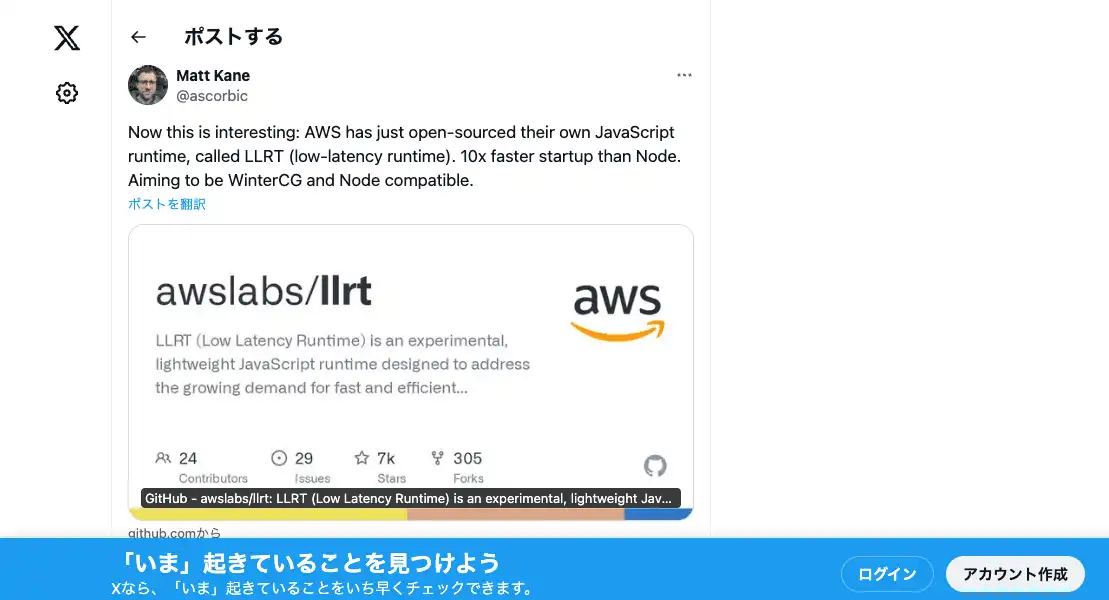 ポストする
Matt Kane
@ascorbic
Now this is interesting: AWS has just open-sourced their own JavaScript
runtime, called LLRT (low-latency runtime). 10x faster startup than Node.
Aiming to be WinterCG and Node compatible.
ポストを翻訳
awslabs/llrt
aws
LLRT (Low Latency Runtime) is an experimental,
lightweight JavaScript runtime designed to address
the growing demand for fast and efficient...
24
Contributors
29
Issues
7k
Stars
305
Forks
GitHub - awslabs/llrt: LLRT (Low Latency Runtime) is an experimental, lightweight Jav...
github.comから
「いま」起きていることを見つけよう
Xなら、「いま」起きていることをいち早くチェックできます。
ログイン
アカウント作成